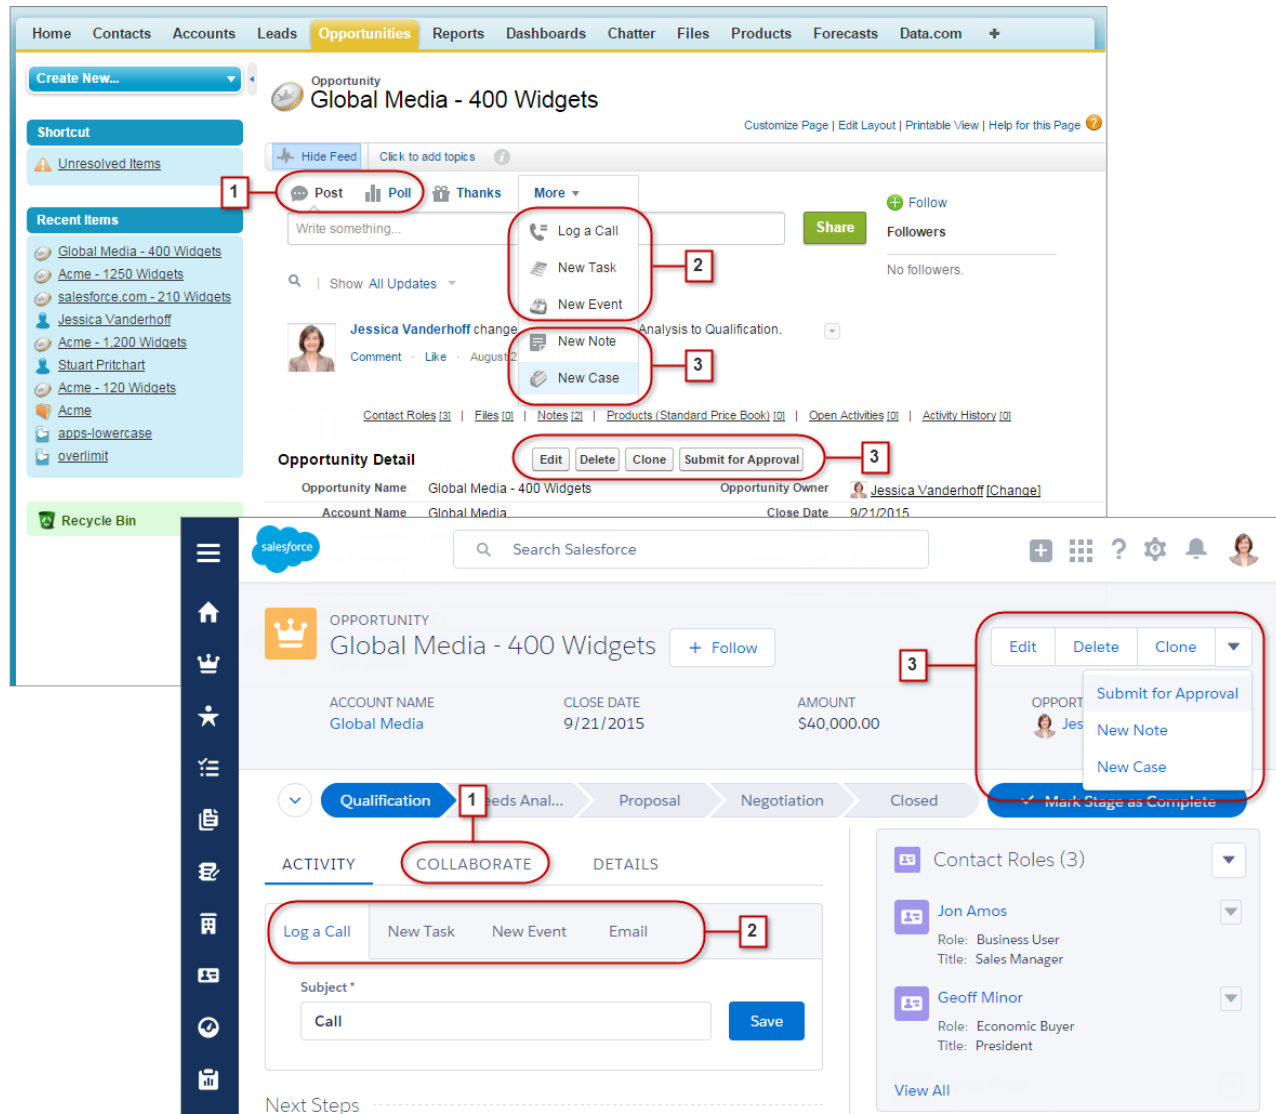 Home Contacts Accounts Leads Opportunities Reports Dashboards Chatter Files Products Forecasts Data.com +
Create New...
Shortcut
Unresolved Items
Recent Items
Global Media - 400 Widgets
Acme - 1250 Widgets
salesforce.com - 210 Widgets
Jessica Vanderhoff
Acme - 1,200 Widgets
Stuart Pritchart
Acme - 120 Widgets
Acme
apps-lowercase
overlimit
Recycle Bin
Opportunity
Global Media - 400 Widgets
Customize Page | Edit Layout | Printable View | Help for this Page ?
Hide Feed Click to add topics i
1
Post Poll Thanks More
Write something... Share
Log a Call
New Task
New Event
2
New Note
New Case
3
Follow
Followers
No followers.
Show All Updates
Jessica Vanderhoff change Analysis to Qualification.
Comment · Like · August 2
Contact Roles [3] | Files [0] | Notes [2] | Products (Standard Price Book) [0] | Open Activities [0] | Activity History [0]
Opportunity Detail Edit Delete Clone Submit for Approval 3
Opportunity Name Global Media - 400 Widgets Opportunity Owner Jessica Vanderhoff [Change]
Account Name Global Media Close Date 9/21/2015
salesforce Search Salesforce ?
OPPORTUNITY
Global Media - 400 Widgets + Follow
3
Edit Delete Clone
Submit for Approval
New Note
New Case
ACCOUNT NAME CLOSE DATE AMOUNT OPPORT
Global Media 9/21/2015 $40,000.00 Jes
Qualification eeds Anal... Proposal Negotiation Closed Mark Stage as Complete
1
ACTIVITY COLLABORATE DETAILS
Log a Call New Task New Event Email 2
Subject *
Call Save
Next Steps
Contact Roles (3)
Jon Amos
Role: Business User
Title: Sales Manager
Geoff Minor
Role: Economic Buyer
Title: President
View All